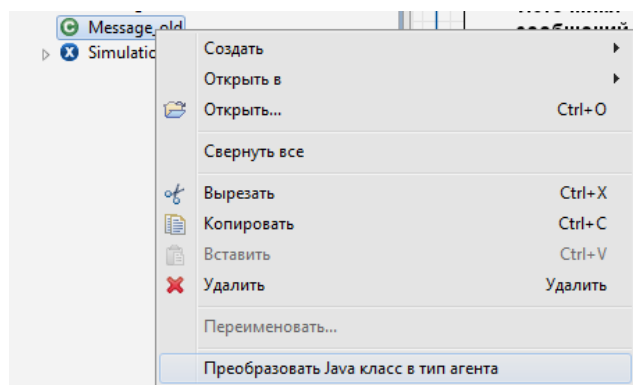 Message_old
Simulatio
Создать
Открыть в
Открыть... Ctrl+O
Свернуть все
Вырезать Ctrl+X
Копировать Ctrl+C
Вставить Ctrl+V
Удалить Удалить
Переименовать...
Преобразовать Java класс в тип агента